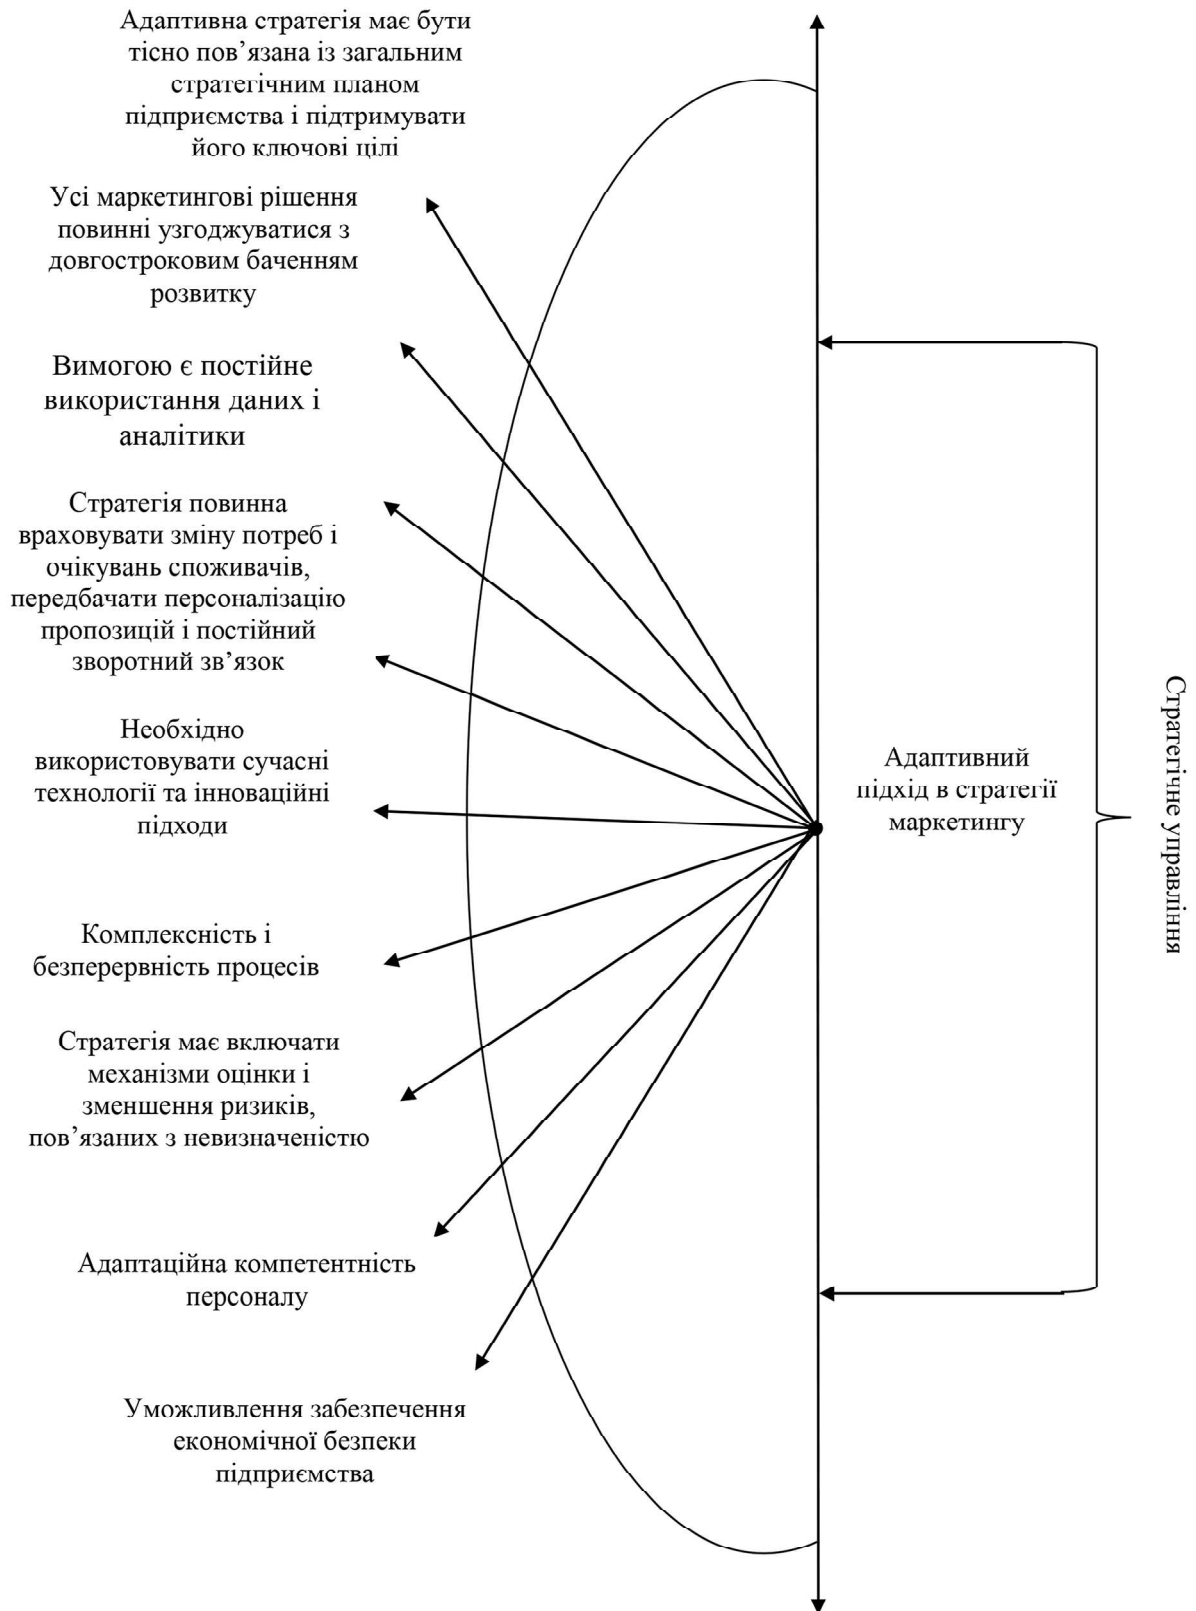 Адаптивна стратегія має бути
тісно пов’язана із загальним
стратегічним планом
підприємства і підтримувати
його ключові цілі
Усі маркетингові рішення
повинні узгоджуватися з
довгостроковим баченням
розвитку
Вимогою є постійне
використання даних і
аналітики
Стратегія повинна
враховувати зміну потреб і
очікувань споживачів,
передбачати персоналізацію
пропозицій і постійний
зворотний зв’язок
Необхідно
використовувати сучасні
технології та інноваційні
підходи
Комплексність і
безперервність процесів
Стратегія має включати
механізми оцінки і
зменшення ризиків,
пов’язаних з невизначеністю
Адаптаційна компетентність
персоналу
Уможливлення забезпечення
економічної безпеки
підприємства
Адаптивний
підхід в стратегії
маркетингу
Стратегічне управління